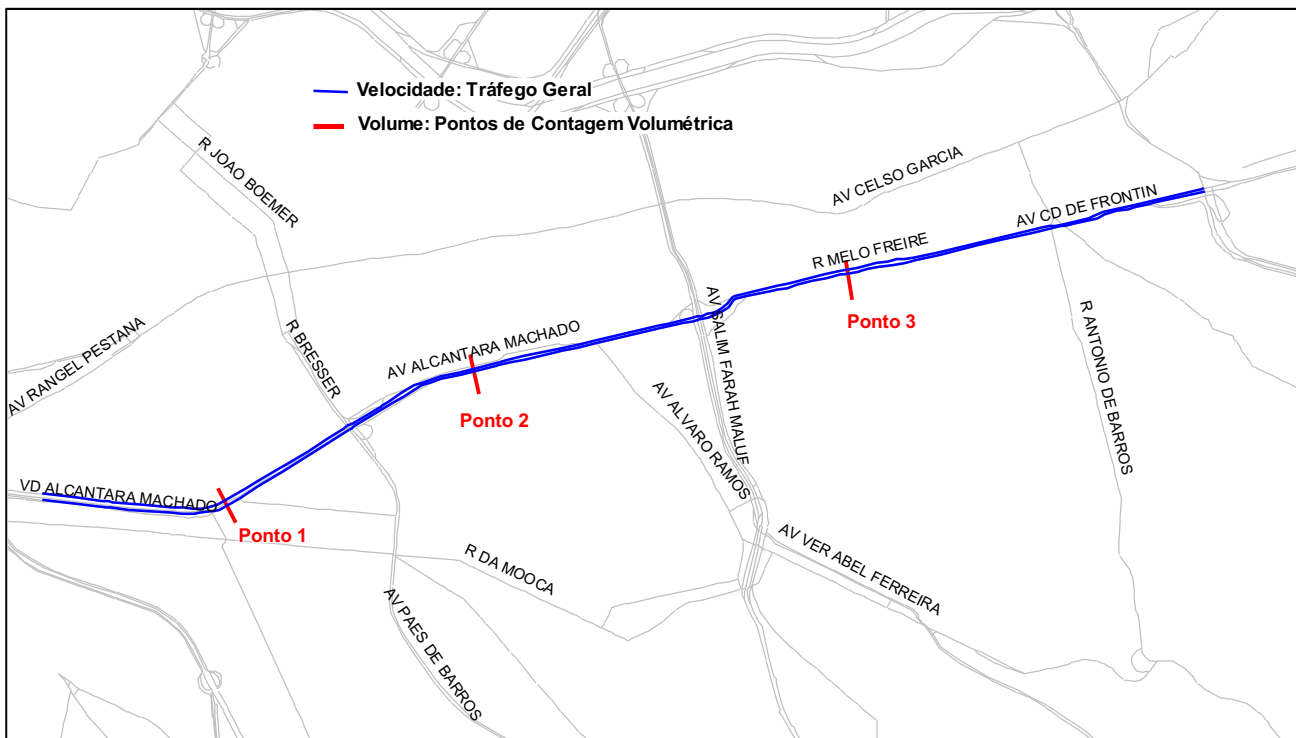 Velocidade: Tráfego Geral
Volume: Pontos de Contagem Volumétrica
R JOAO BOEMER
AV CELSO GARCIA
AV CD DE FRONTIN
R MELO FREIRE
AV RANGEL PESTANA
R BRESSER
AV ALCANTARA MACHADO
AV SALIM FARAH MALUF
Ponto 3
R ANTONIO DE BARROS
Ponto 2
AV ALVARO RAMOS
VD ALCANTARA MACHADO
Ponto 1
R DA MOOCA
AV VER ABEL FERREIRA
AV PAES DE BARROS